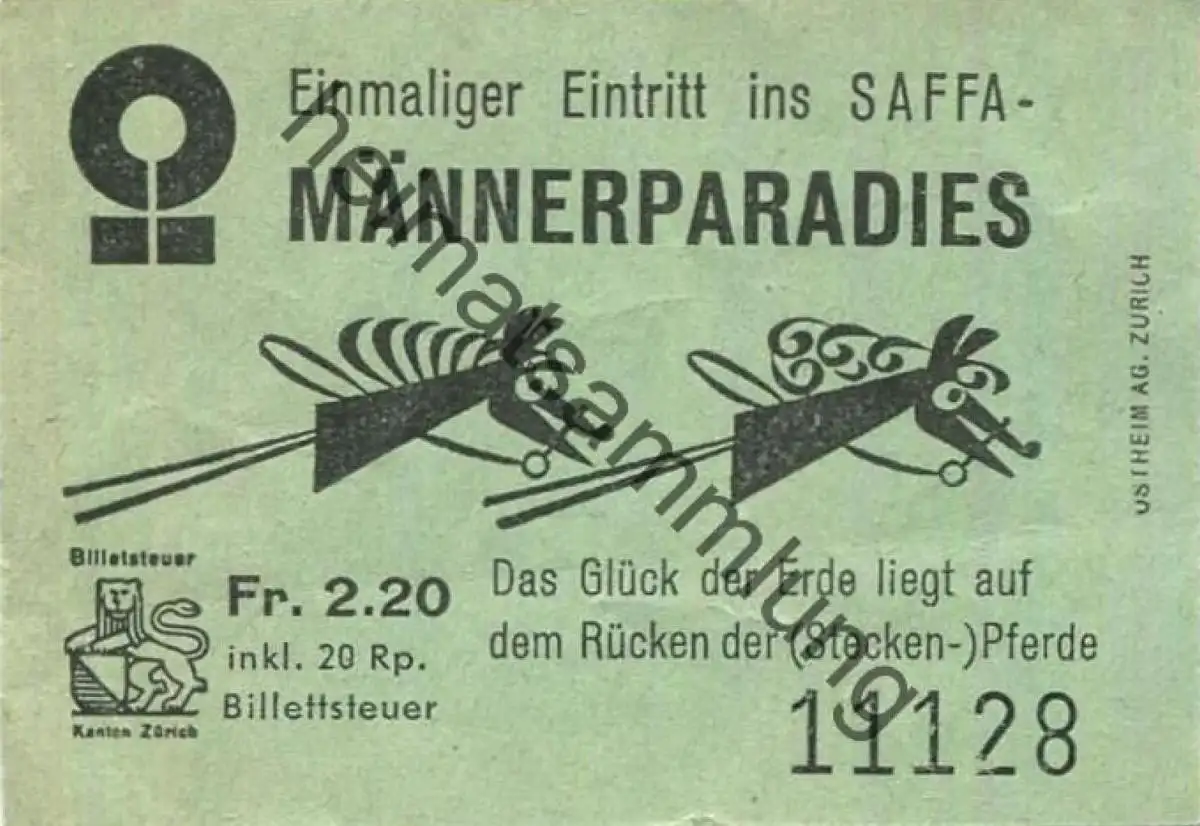 Einmaliger Eintritt ins SAFFA-
MÄNNERPARADIES
OSTHEIM AG. ZÜRICH
Billetsteuer
Kanton Zürich
Fr. 2.20
inkl. 20 Rp.
Billettsteuer
Das Glück der Erde liegt auf
dem Rücken der (Stecken-)Pferde
11128
heimatsammlung